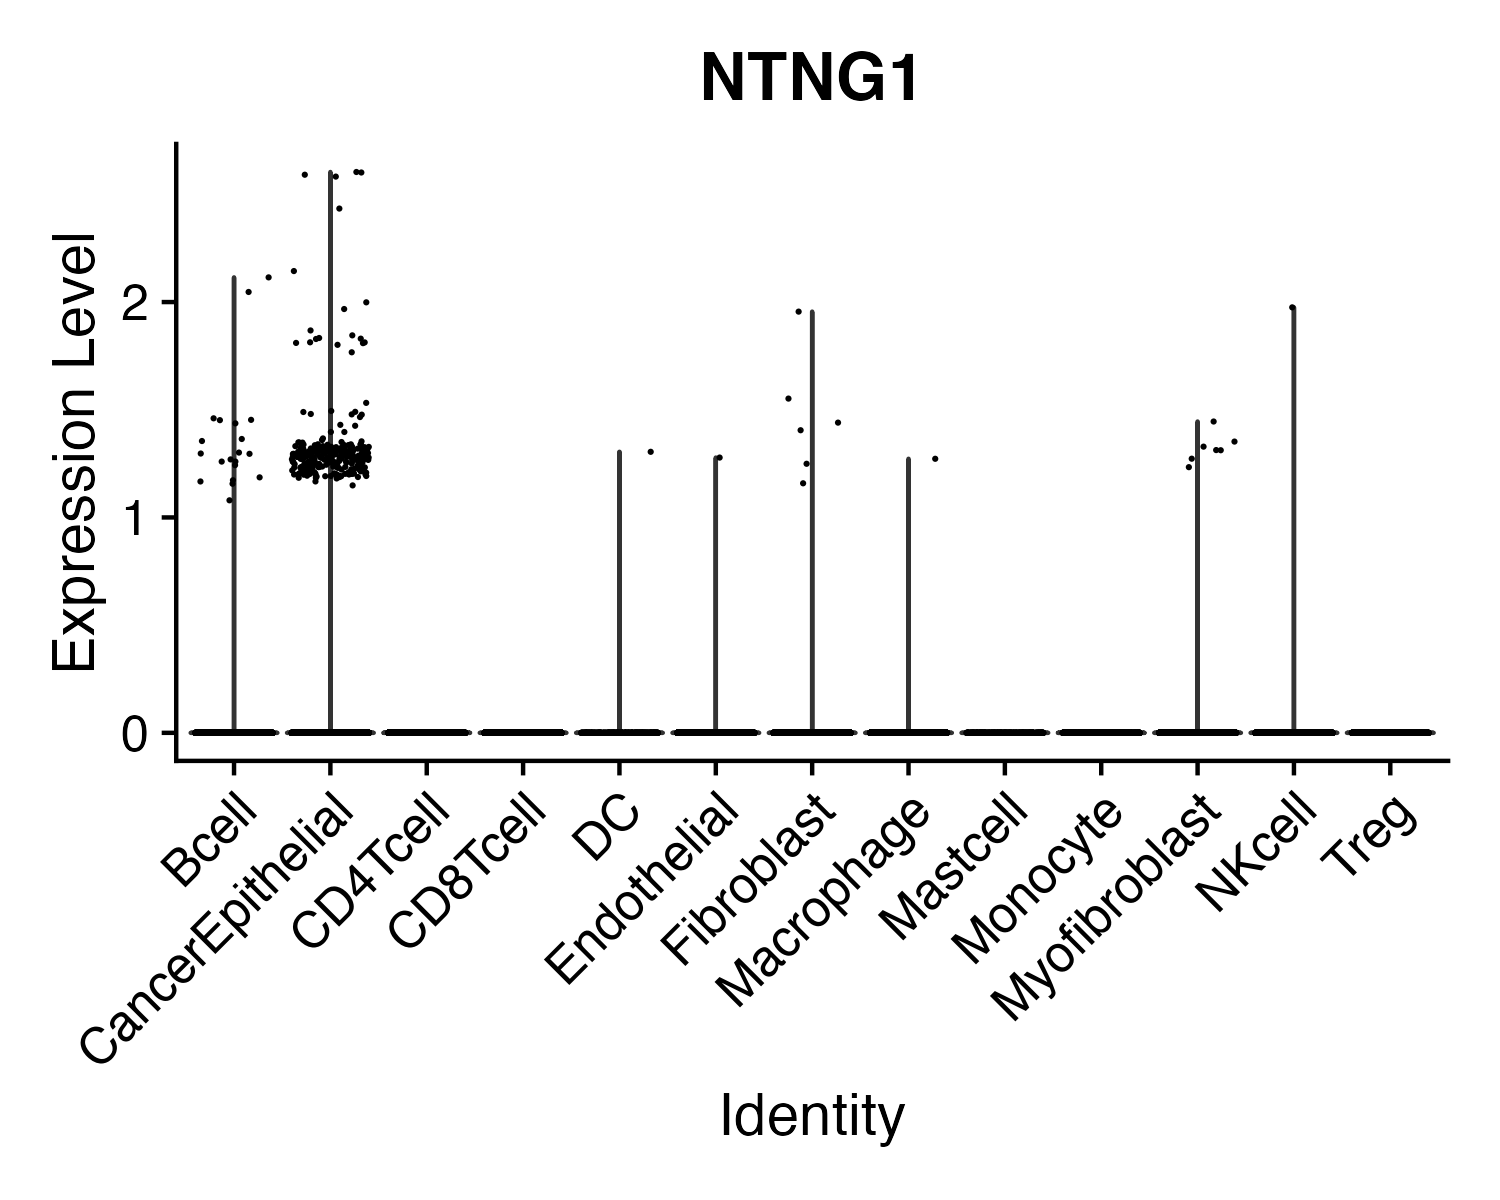 NTNG1
Expression Level
2
1
0
Bcell
CancerEpithelial
CD4Tcell
CD8Tcell
DC
Endothelial
Fibroblast
Macrophage
Mastcell
Monocyte
Myofibroblast
NKcell
Treg
Identity